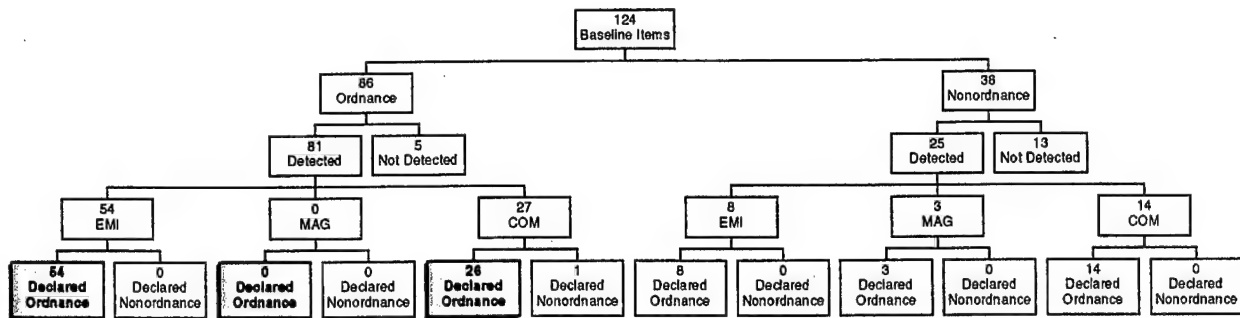 124
Baseline Items
86
Ordnance
38
Nonordnance
81
Detected
5
Not Detected
25
Detected
13
Not Detected
54
EMI
0
MAG
27
COM
8
EMI
3
MAG
14
COM
54
Declared
Ordnance
0
Declared
Nonordnance
0
Declared
Ordnance
0
Declared
Nonordnance
26
Declared
Ordnance
1
Declared
Nonordnance
8
Declared
Ordnance
0
Declared
Nonordnance
3
Declared
Ordnance
0
Declared
Nonordnance
14
Declared
Ordnance
0
Declared
Nonordnance